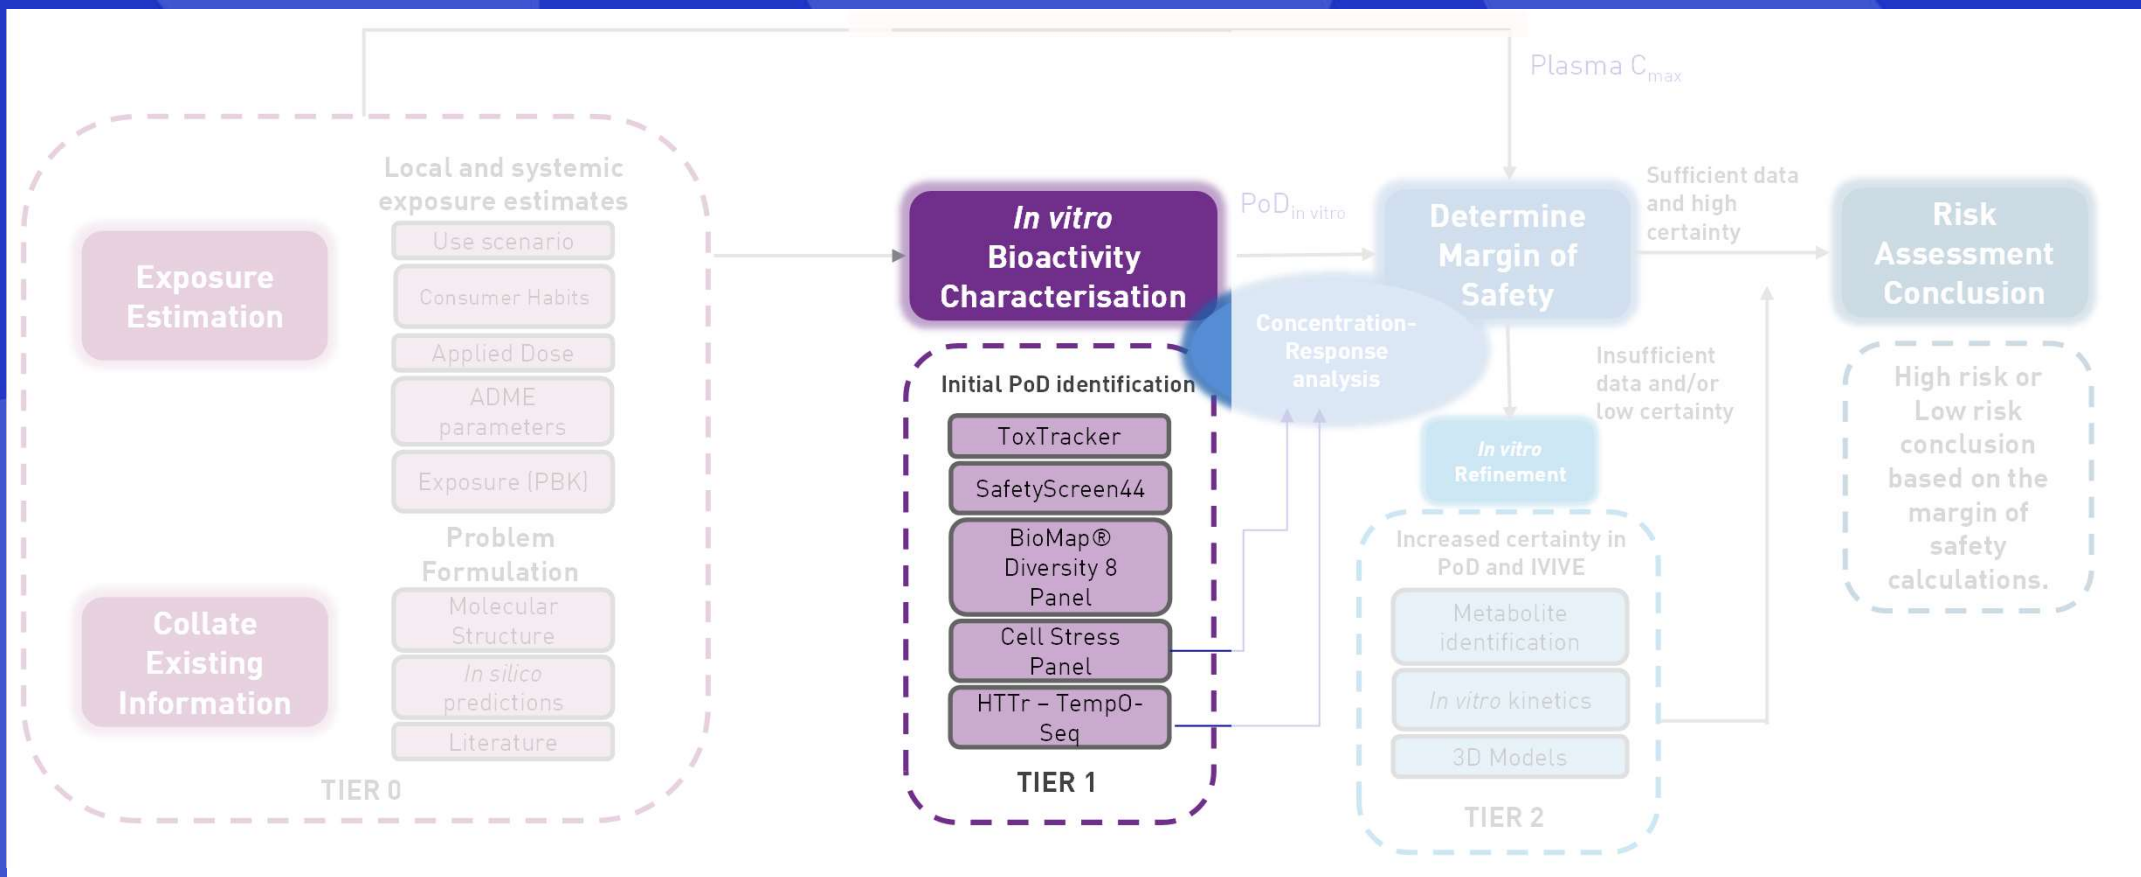 Plasma Cmax
Local and systemic
exposure estimates
Use scenario
Consumer Habits
Applied Dose
ADME
parameters
Exposure (PBK)
Exposure
Estimation
Problem
Formulation
Molecular
Structure
In silico
predictions
Literature
Collate
Existing
Information
TIER 0
In vitro
Bioactivity
Characterisation
Initial PoD identification
ToxTracker
SafetyScreen44
BioMap®
Diversity 8
Panel
Cell Stress
Panel
HTTr – TempO-
Seq
TIER 1
PoDin vitro
Concentration-
Response
analysis
Determine
Margin of
Safety
Sufficient data
and high
certainty
Insufficient
data and/or
low certainty
In vitro
Refinement
Increased certainty in
PoD and IVIVE
Metabolite
identification
In vitro kinetics
3D Models
TIER 2
Risk
Assessment
Conclusion
High risk or
Low risk
conclusion
based on the
margin of
safety
calculations.